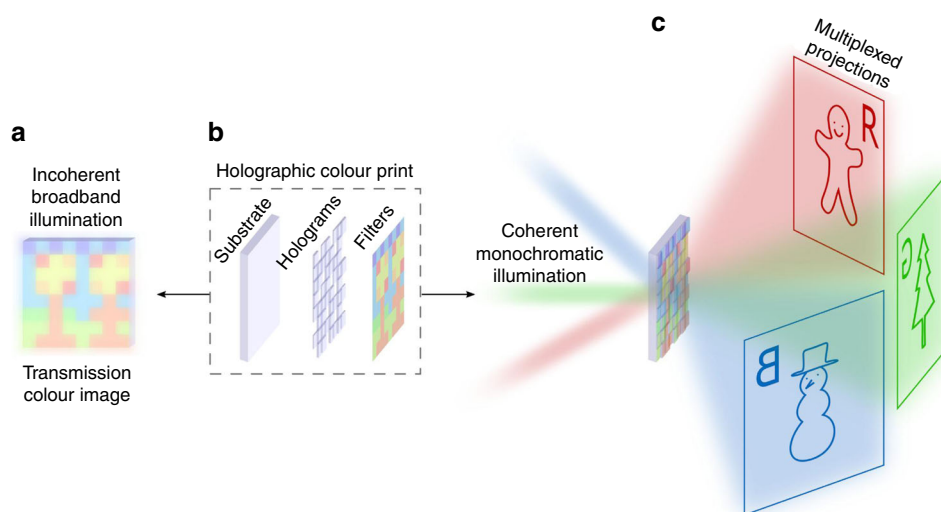 a
Incoherent
broadband
illumination
Transmission
colour image
b
Holographic colour print
Substrate
Holograms
Filters
Coherent
monochromatic
illumination
c
Multiplexed
projections
R
G
B